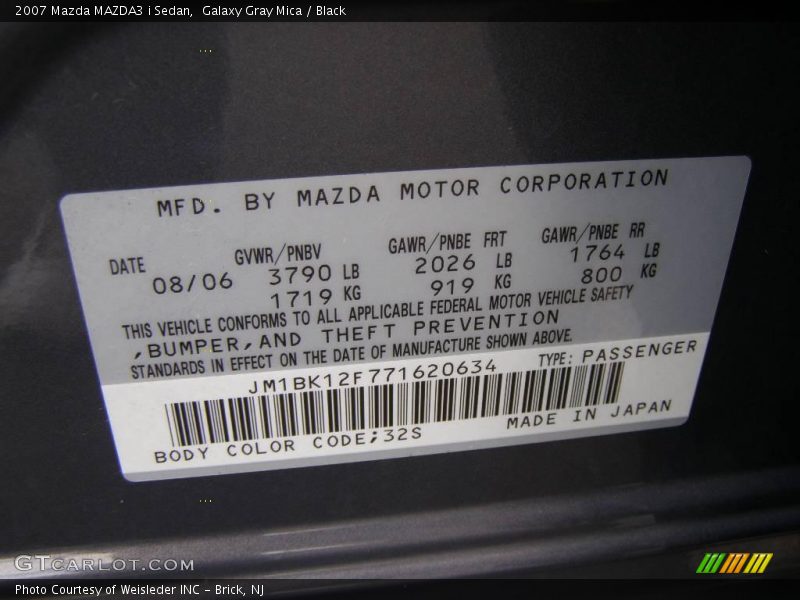 2007 Mazda MAZDA3 i Sedan,  Galaxy Gray Mica / Black
MFD. BY MAZDA MOTOR CORPORATION
DATE GVWR/PNBV GAWR/PNBE FRT GAWR/PNBE RR
08/06 3790 LB 2026 LB 1764 LB
1719 KG 919 KG 800 KG
THIS VEHICLE CONFORMS TO ALL APPLICABLE FEDERAL MOTOR VEHICLE SAFETY
,BUMPER,AND THEFT PREVENTION
STANDARDS IN EFFECT ON THE DATE OF MANUFACTURE SHOWN ABOVE.
JM1BK12F771620634 TYPE: PASSENGER
BODY COLOR CODE;32S MADE IN JAPAN
GTCARLOT.COM
Photo Courtesy of Weisleder INC - Brick, NJ